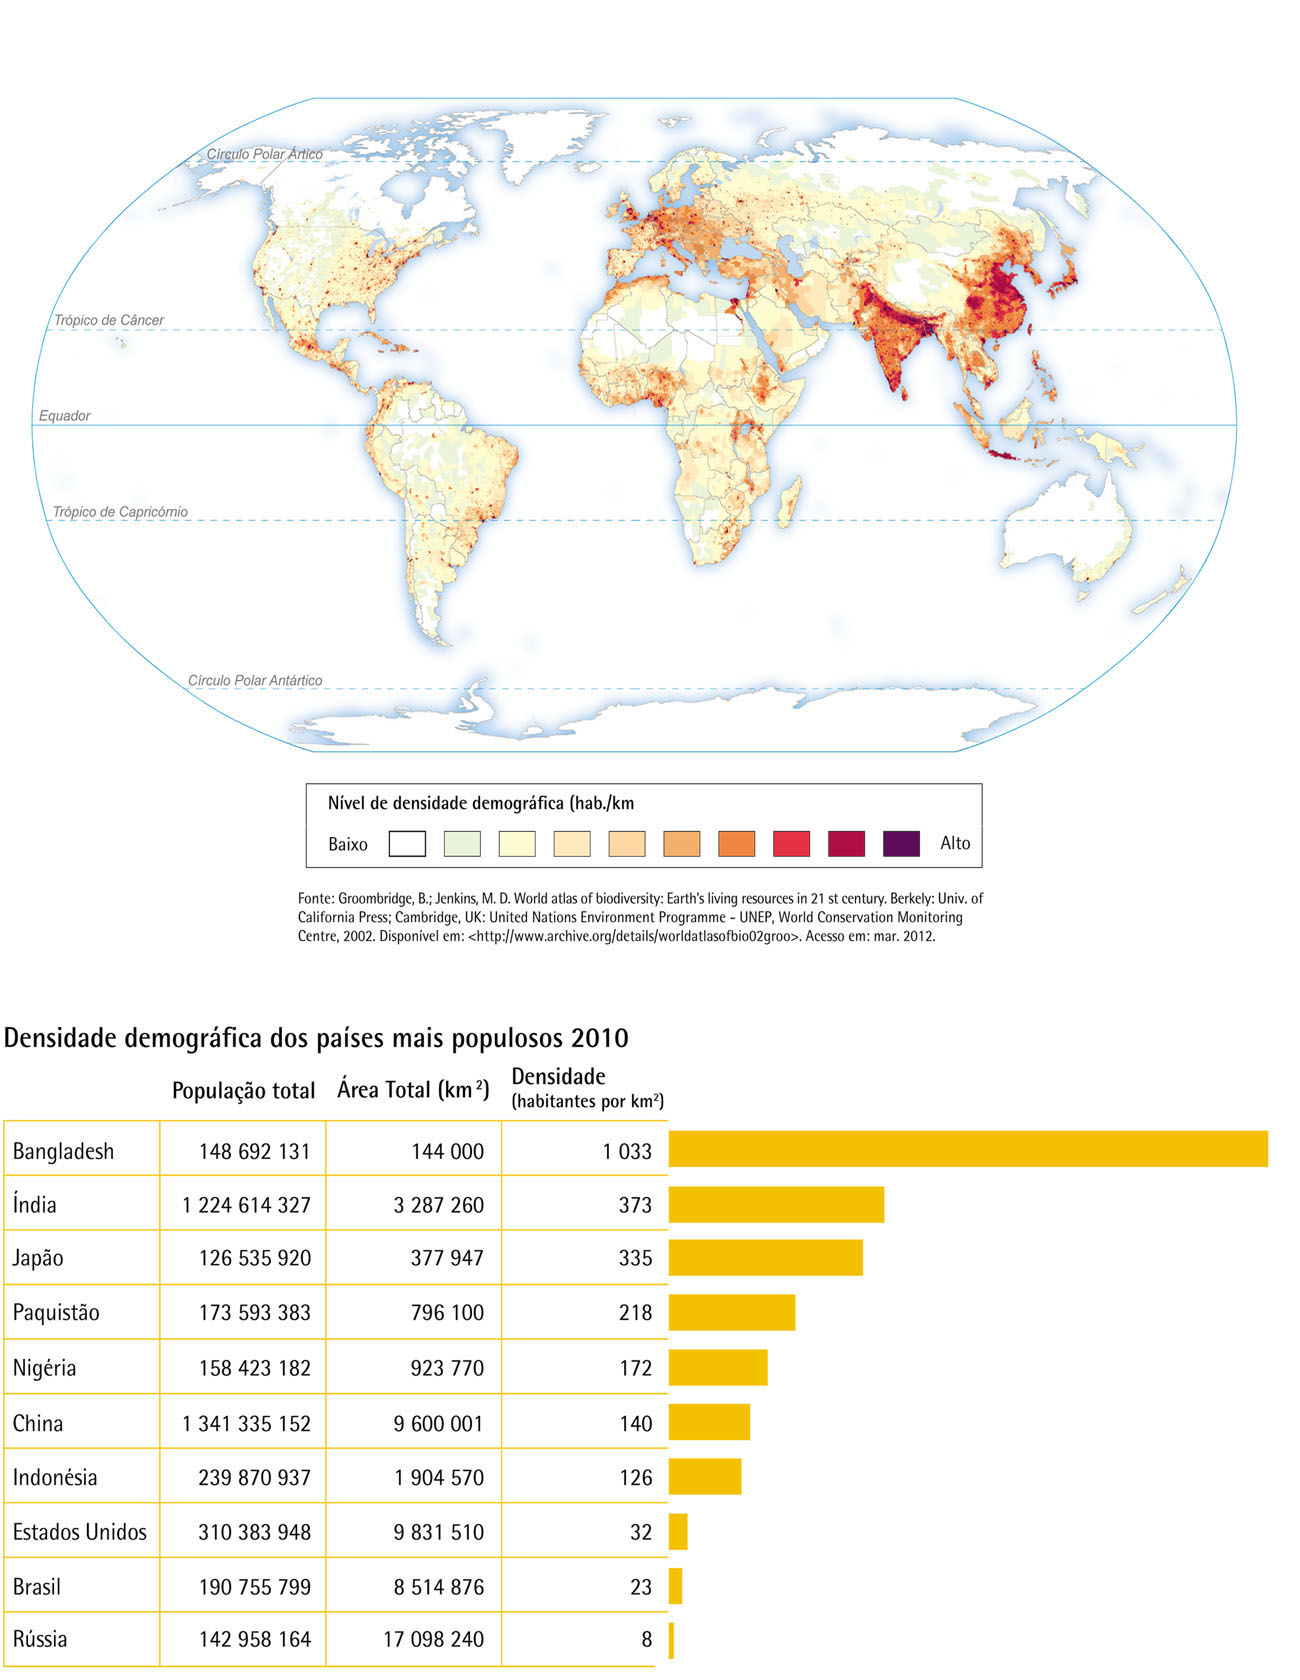 Círculo Polar Ártico
Trópico de Câncer
Equador
Trópico de Capricórnio
Círculo Polar Antártico
Nível de densidade demográfica (hab./km
Baixo Alto
Fonte: Groombridge, B.; Jenkins, M. D. World atlas of biodiversity: Earth's living resources in 21 st century. Berkely: Univ. of
California Press; Cambridge, UK: United Nations Environment Programme - UNEP, World Conservation Monitoring
Centre, 2002. Disponível em: <http://www.archive.org/details/worldatlasofbio02groo>. Acesso em: mar. 2012.
Densidade demográfica dos países mais populosos 2010
População total Área Total (km²) Densidade
(habitantes por km²)
Bangladesh 148 692 131 144 000 1 033
Índia 1 224 614 327 3 287 260 373
Japão 126 535 920 377 947 335
Paquistão 173 593 383 796 100 218
Nigéria 158 423 182 923 770 172
China 1 341 335 152 9 600 001 140
Indonésia 239 870 937 1 904 570 126
Estados Unidos 310 383 948 9 831 510 32
Brasil 190 755 799 8 514 876 23
Rússia 142 958 164 17 098 240 8